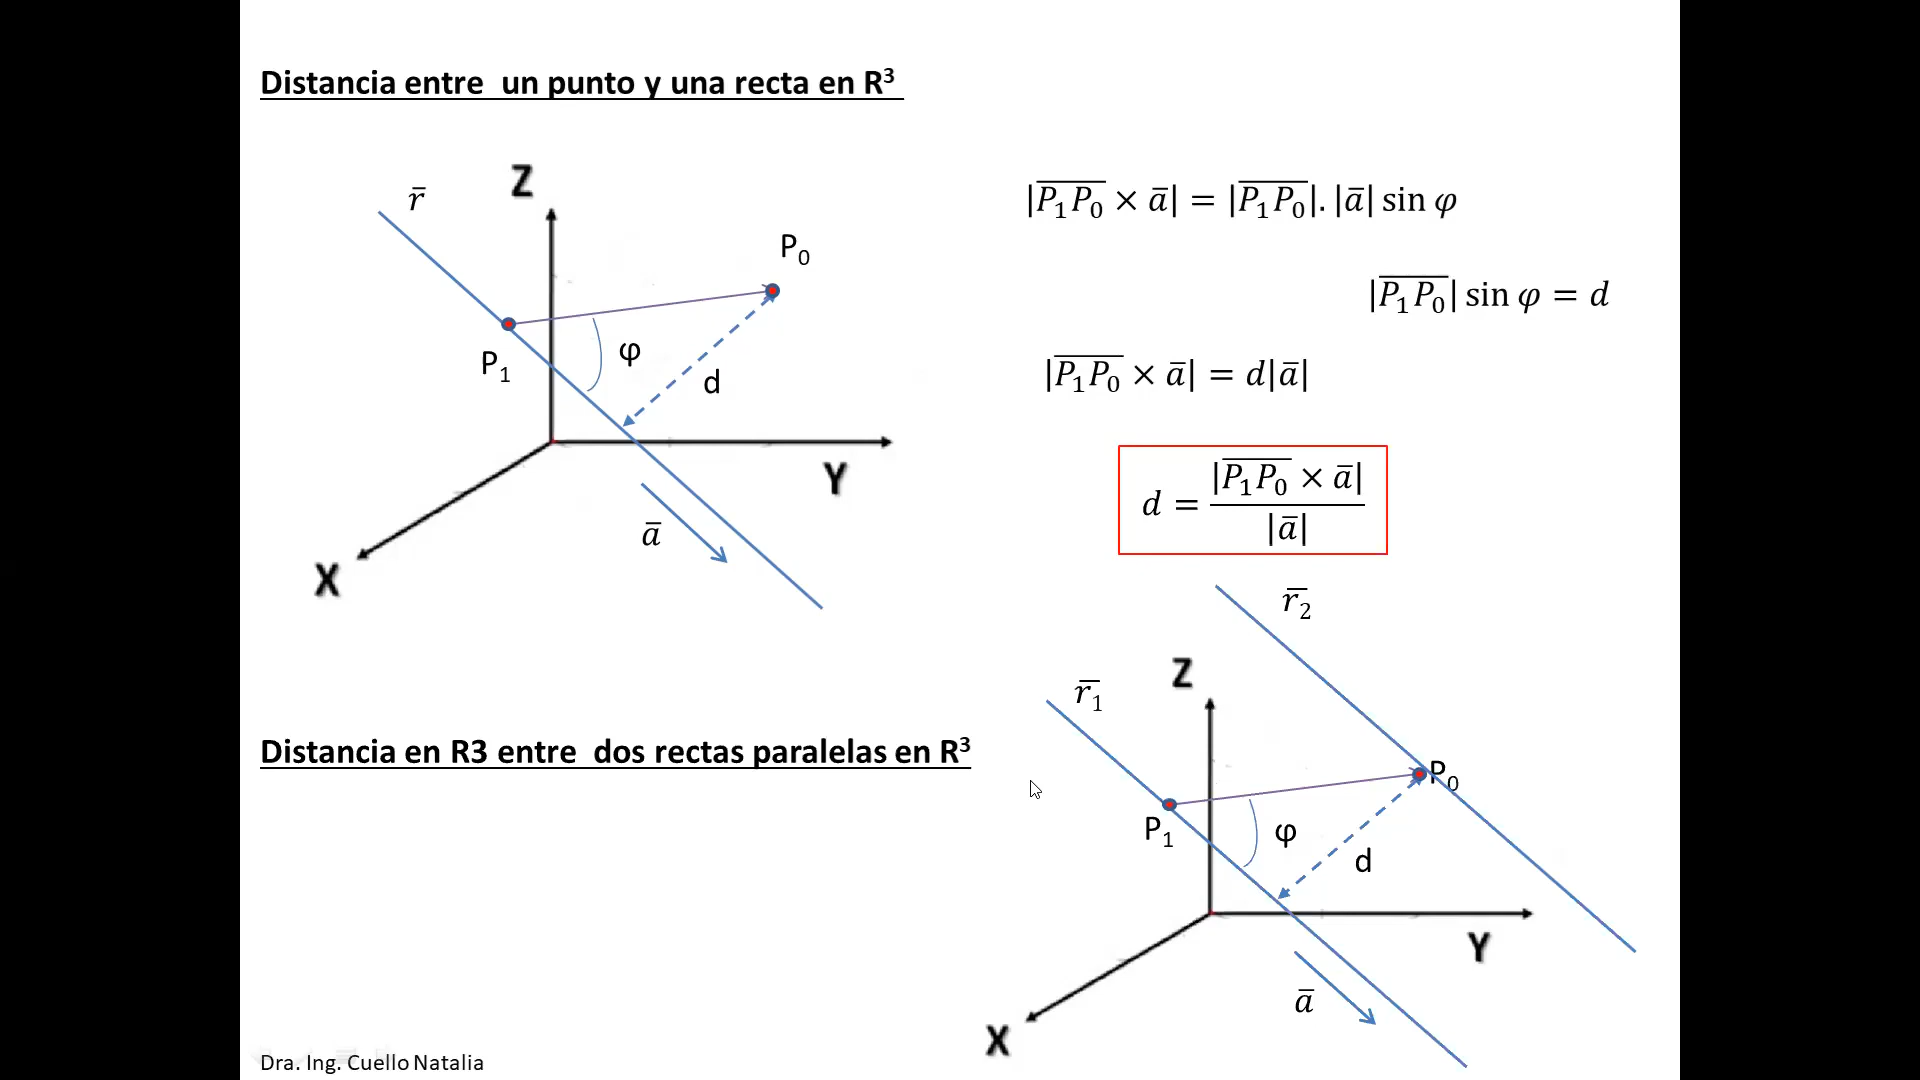 Distancia entre  un punto y una recta en R³
r̄
Z
P₀
P₁
φ
d
Y
ā
X
|P̅₁P̅₀ × ā| = |P̅₁P̅₀|.|ā| sin φ
|P̅₁P̅₀| sin φ = d
|P̅₁P̅₀ × ā| = d|ā|
d = |P̅₁P̅₀ × ā| / |ā|
Distancia en R3 entre  dos rectas paralelas en R³
r̅₂
Z
r̅₁
P₀
P₁
φ
d
Y
ā
X
Dra. Ing. Cuello Natalia